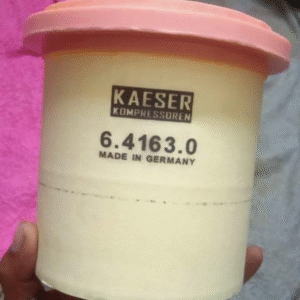 KAESER
KOMPRESSOREN
6.4163.0
MADE IN GERMANY